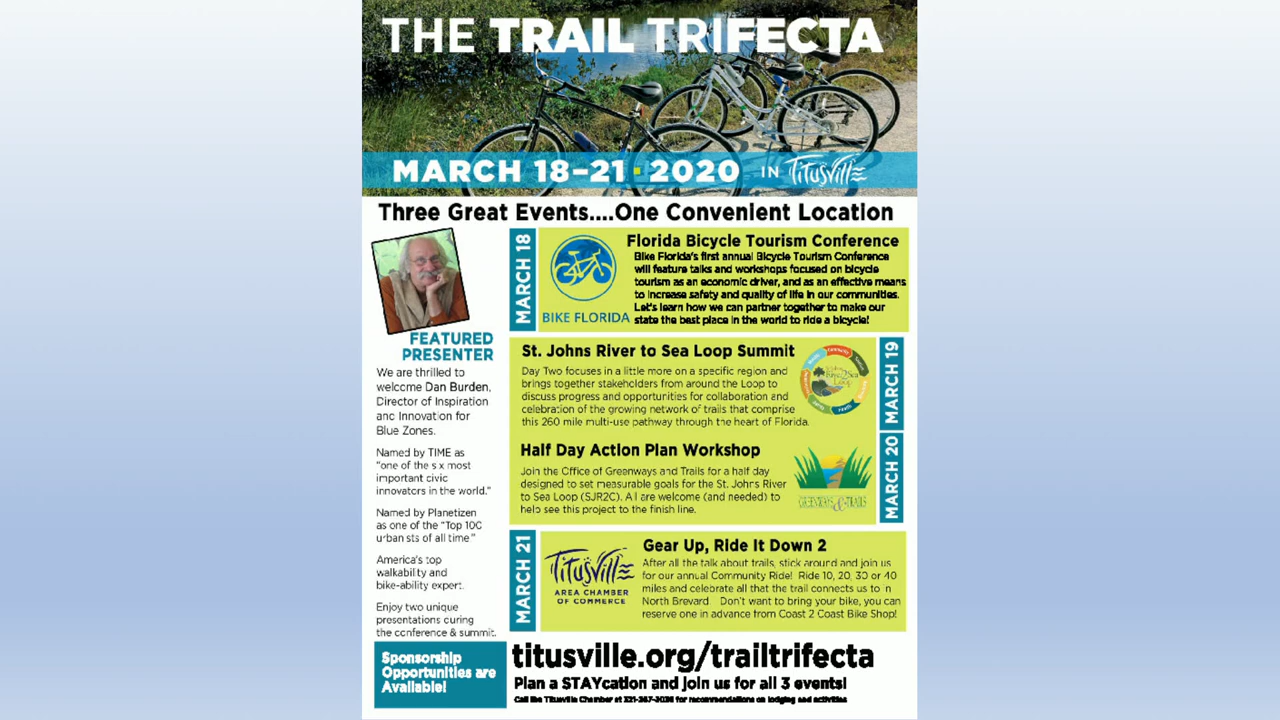 THE TRAIL TRIFECTA
MARCH 18–21 · 2020 IN Titusville
Three Great Events....One Convenient Location
FEATURED
PRESENTER
We are thrilled to
welcome Dan Burden,
Director of Inspiration
and Innovation for
Blue Zones.
Named by TIME as
"one of the six most
important civic
innovators in the world."
Named by Planetizen
as one of the "Top 100
urbanists of all time."
America's top
walkability and
bike-ability expert.
Enjoy two unique
presentations during
the conference & summit.
Sponsorship
Opportunities are
Available!
MARCH 18
BIKE FLORIDA
Florida Bicycle Tourism Conference
Bike Florida's first annual Bicycle Tourism Conference
will feature talks and workshops focused on bicycle
tourism as an economic driver, and as an effective means
to increase safety and quality of life in our communities.
Let's learn how we can partner together to make our
state the best place in the world to ride a bicycle!
St. Johns River to Sea Loop Summit
Day Two focuses in a little more on a specific region and
brings together stakeholders from around the Loop to
discuss progress and opportunities for collaboration and
celebration of the growing network of trails that comprise
this 260 mile multi-use pathway through the heart of Florida.
MARCH 19
Half Day Action Plan Workshop
Join the Office of Greenways and Trails for a half day
designed to set measurable goals for the St. Johns River
to Sea Loop (SJR2C). All are welcome (and needed) to
help see this project to the finish line.
GREENWAYS & TRAILS
MARCH 20
MARCH 21
Titusville
AREA CHAMBER
OF COMMERCE
Gear Up, Ride It Down 2
After all the talk about trails, stick around and join us
for our annual Community Ride! Ride 10, 20, 30 or 40
miles and celebrate all that the trail connects us to in
North Brevard. Don't want to bring your bike, you can
reserve one in advance from Coast 2 Coast Bike Shop!
titusville.org/trailtrifecta
Plan a STAYcation and join us for all 3 events!
Call the Titusville Chamber at 321-267-3036 for recommendations on lodging and activities